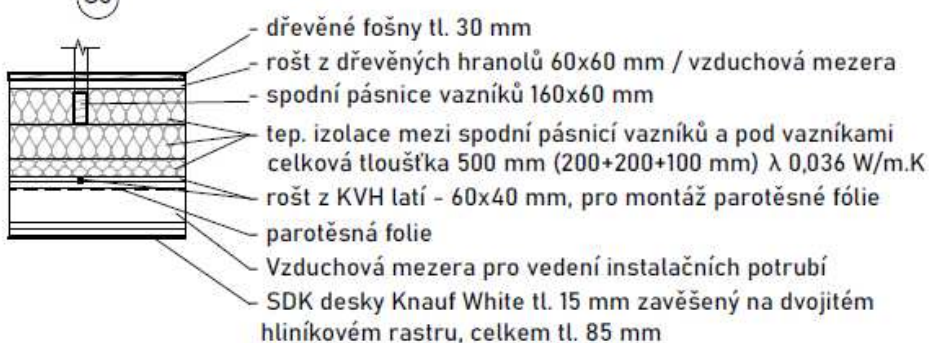 - dřevěné fošny tl. 30 mm
- rošt z dřevěných hranolů 60x60 mm / vzduchová mezera
- spodní pásnice vazníků 160x60 mm
tep. izolace mezi spodní pásnicí vazníků a pod vazníkami
celková tloušťka 500 mm (200+200+100 mm) λ 0,036 W/m.K
- rošt z KVH latí - 60x40 mm, pro montáž parotěsné fólie
- parotěsná folie
- Vzduchová mezera pro vedení instalačních potrubí
- SDK desky Knauf White tl. 15 mm zavěšený na dvojitém
hliníkovém rastru, celkem tl. 85 mm